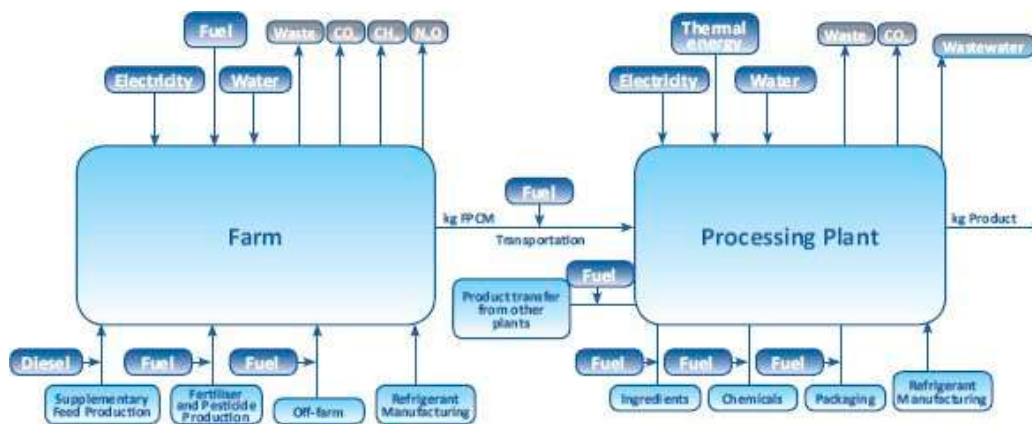 Fuel
Waste
CO₂
CH₄
N₂O
Electricity
Water
Farm
kg FPCM
Fuel
Transportation
Fuel
Product transfer
from other
plants
Diesel
Fuel
Fuel
Supplementary
Feed Production
Fertiliser
and Pesticide
Production
Off-farm
Refrigerant
Manufacturing
Thermal
energy
Waste
CO₂
Wastewater
Electricity
Water
Processing Plant
kg Product
Fuel
Fuel
Fuel
Ingredients
Chemicals
Packaging
Refrigerant
Manufacturing